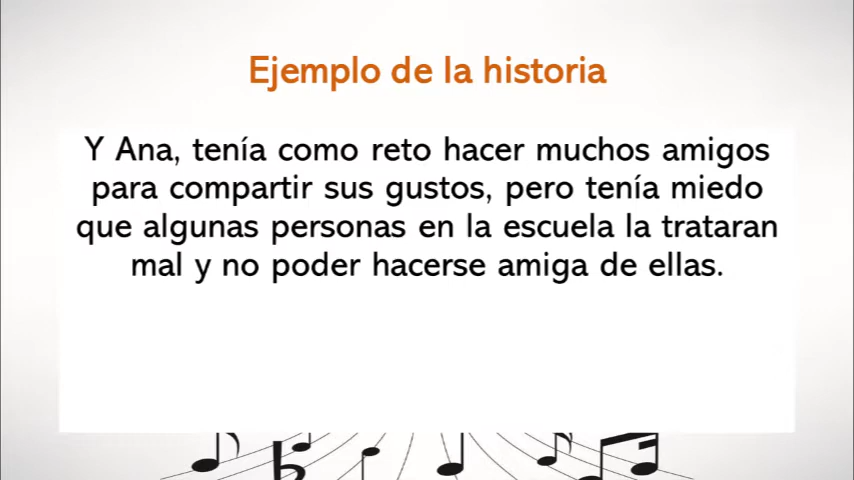 Ejemplo de la historia
Y Ana, tenía como reto hacer muchos amigos
para compartir sus gustos, pero tenía miedo
que algunas personas en la escuela la trataran
mal y no poder hacerse amiga de ellas.